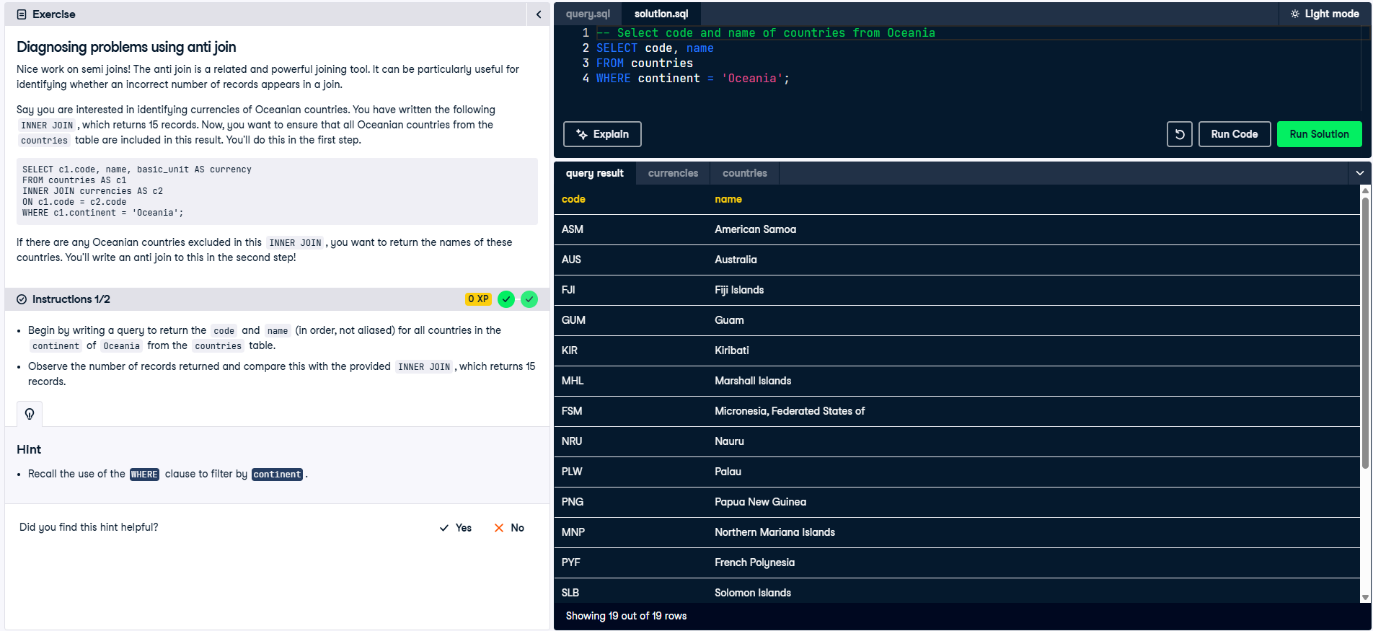 Exercise
Diagnosing problems using anti join
Nice work on semi joins! The anti join is a related and powerful joining tool. It can be particularly useful for
identifying whether an incorrect number of records appears in a join.
Say you are interested in identifying currencies of Oceanian countries. You have written the following
INNER JOIN , which returns 15 records. Now, you want to ensure that all Oceanian countries from the
countries table are included in this result. You'll do this in the first step.
SELECT c1.code, name, basic_unit AS currency
FROM countries AS c1
INNER JOIN currencies AS c2
ON c1.code = c2.code
WHERE c1.continent = 'Oceania';
If there are any Oceanian countries excluded in this INNER JOIN , you want to return the names of these
countries. You'll write an anti join to this in the second step!
Instructions 1/2
0 XP
• Begin by writing a query to return the code and name (in order, not aliased) for all countries in the
continent of Oceania from the countries table.
• Observe the number of records returned and compare this with the provided INNER JOIN , which returns 15
records.
Hint
• Recall the use of the WHERE clause to filter by continent .
Did you find this hint helpful?
Yes
No
query.sql
solution.sql
Light mode
1 -- Select code and name of countries from Oceania
2 SELECT code, name
3 FROM countries
4 WHERE continent = 'Oceania';
Explain
Run Code
Run Solution
query result
currencies
countries
code name
ASM American Samoa
AUS Australia
FJI Fiji Islands
GUM Guam
KIR Kiribati
MHL Marshall Islands
FSM Micronesia, Federated States of
NRU Nauru
PLW Palau
PNG Papua New Guinea
MNP Northern Mariana Islands
PYF French Polynesia
SLB Solomon Islands
Showing 19 out of 19 rows